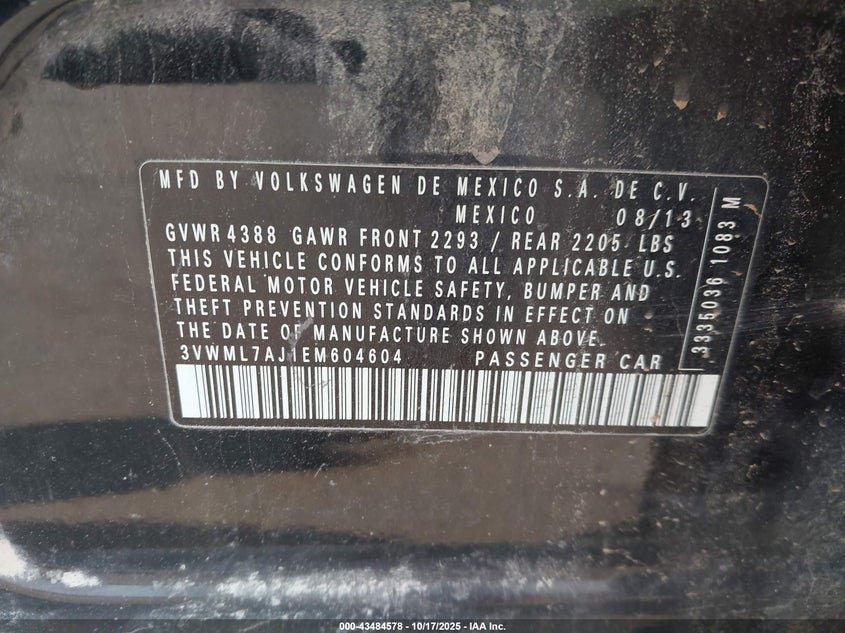 MFD BY VOLKSWAGEN DE MEXICO S.A. DE C.V.
MEXICO 08/13
GVWR 4388 GAWR FRONT 2293 / REAR 2205 LBS
THIS VEHICLE CONFORMS TO ALL APPLICABLE U.S.
FEDERAL MOTOR VEHICLE SAFETY, BUMPER AND
THEFT PREVENTION STANDARDS IN EFFECT ON
THE DATE OF MANUFACTURE SHOWN ABOVE.
3VWML7AJ1EM604604 PASSENGER CAR
3335036 1083 M
000-43484578 - 10/17/2025 - IAA Inc.